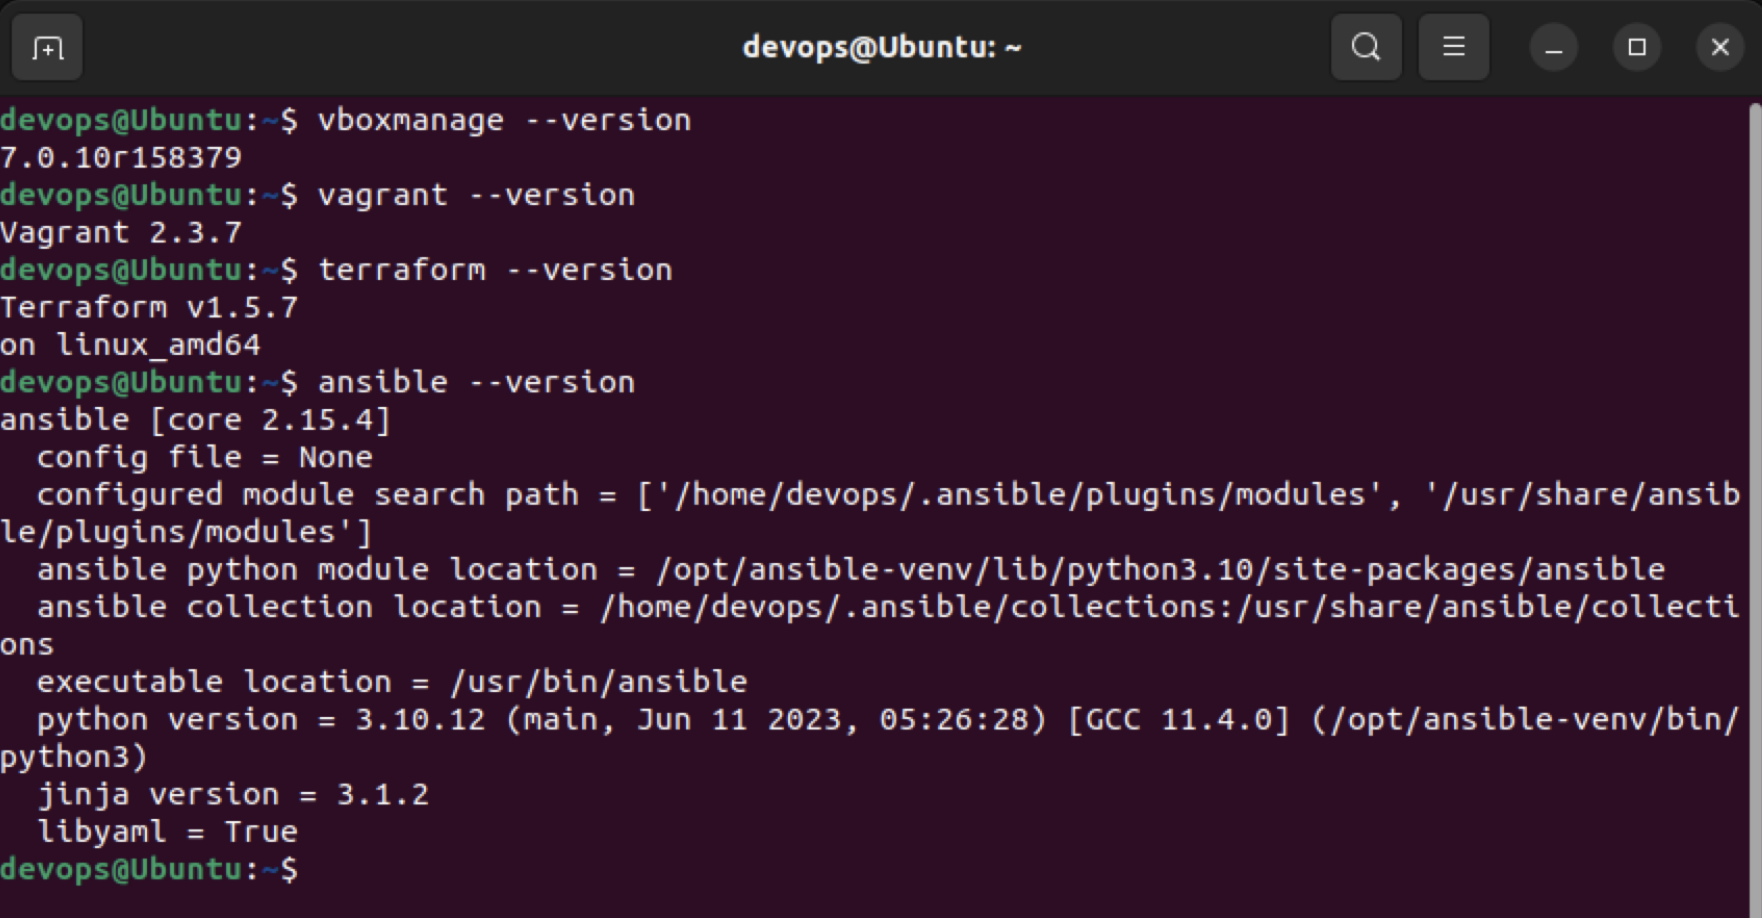 devops@Ubuntu: ~
devops@Ubuntu:~$ vboxmanage --version
7.0.10r158379
devops@Ubuntu:~$ vagrant --version
Vagrant 2.3.7
devops@Ubuntu:~$ terraform --version
Terraform v1.5.7
on linux_amd64
devops@Ubuntu:~$ ansible --version
ansible [core 2.15.4]
  config file = None
  configured module search path = ['/home/devops/.ansible/plugins/modules', '/usr/share/ansib
le/plugins/modules']
  ansible python module location = /opt/ansible-venv/lib/python3.10/site-packages/ansible
  ansible collection location = /home/devops/.ansible/collections:/usr/share/ansible/collecti
ons
  executable location = /usr/bin/ansible
  python version = 3.10.12 (main, Jun 11 2023, 05:26:28) [GCC 11.4.0] (/opt/ansible-venv/bin/
python3)
  jinja version = 3.1.2
  libyaml = True
devops@Ubuntu:~$